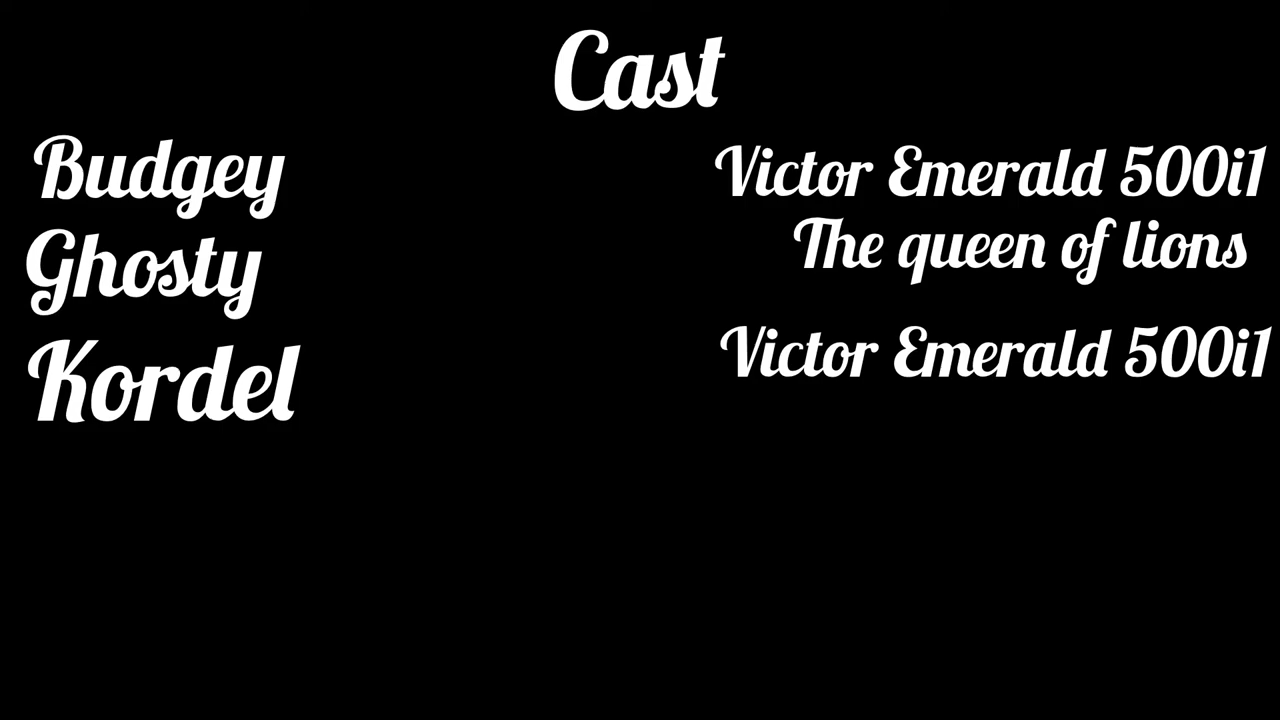 Cast
Budgey Victor Emerald 500i1
Ghosty The queen of lions
Kordel Victor Emerald 500i1